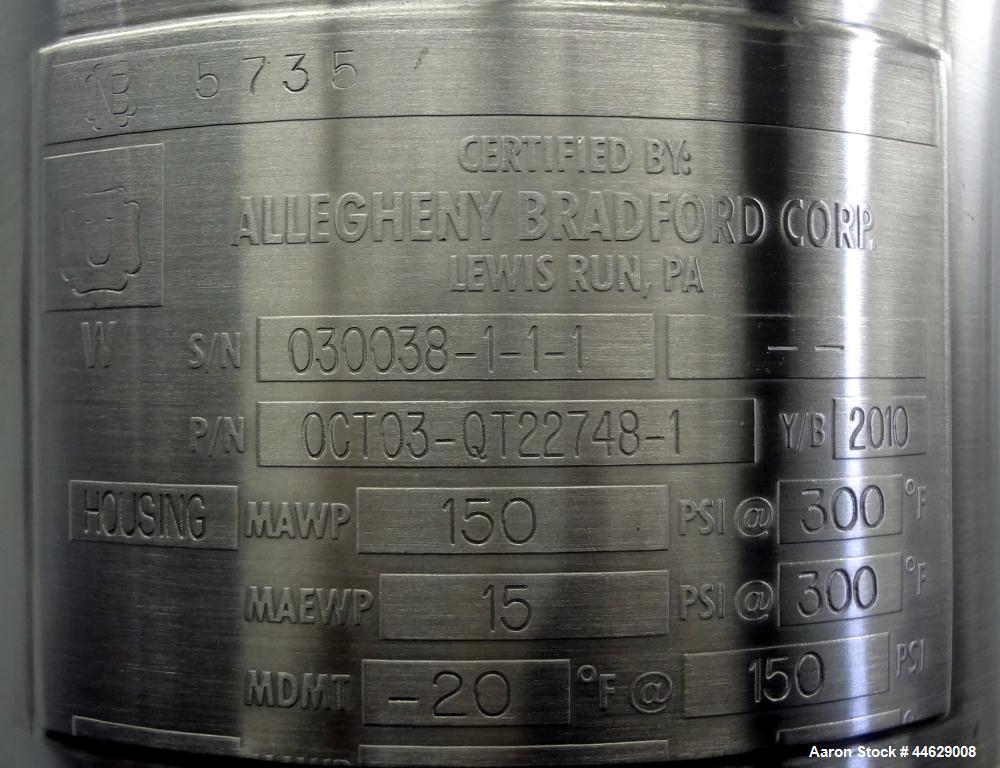 NB 5735
CERTIFIED BY:
ALLEGHENY BRADFORD CORP.
LEWIS RUN, PA
U
W S/N 030038-1-1-1 --
P/N OCT03-QT22748-1 Y/B 2010
HOUSING MAWP 150 PSI @ 300 °F
MAEWP 15 PSI @ 300 °F
MDMT -20 °F @ 150 PSI
Aaron Stock # 44629008